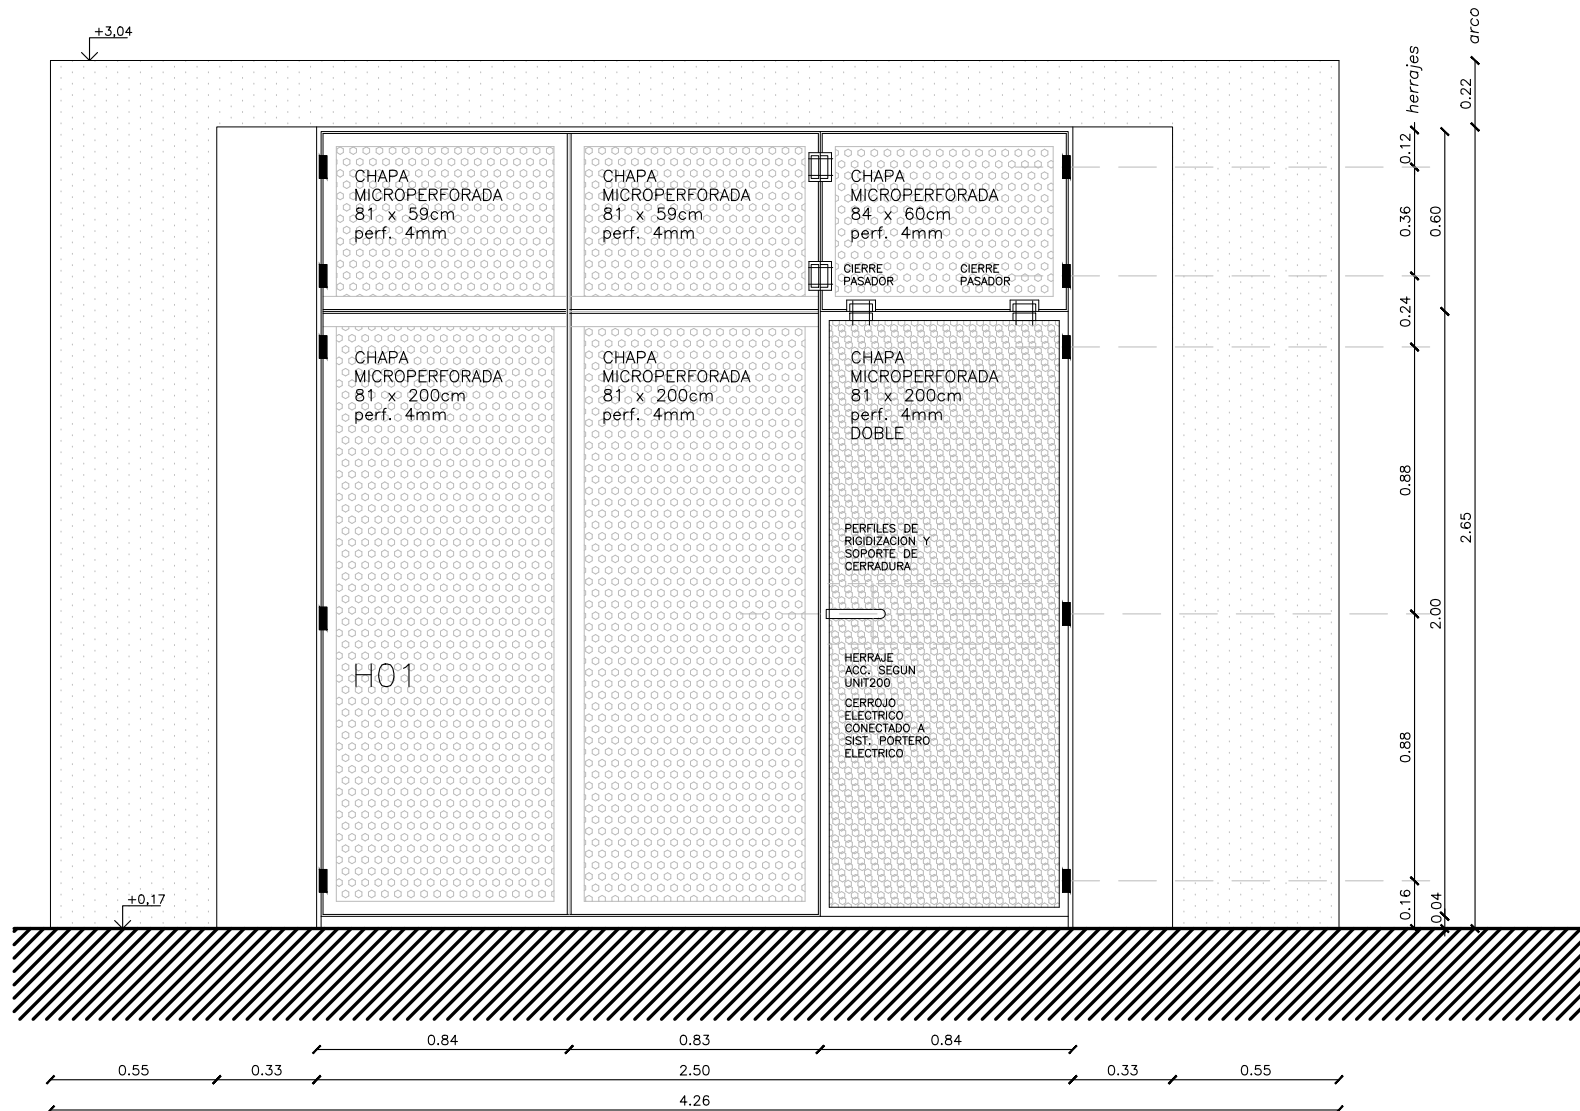 +3,04
arco
herrajes
0.22
0.12
0.36
0.60
0.24
0.88
2.65
2.00
0.88
0.16
0.04
CHAPA
MICROPERFORADA
81 x 59cm
perf. 4mm
CHAPA
MICROPERFORADA
81 x 59cm
perf. 4mm
CHAPA
MICROPERFORADA
84 x 60cm
perf. 4mm
CIERRE
PASADOR
CIERRE
PASADOR
CHAPA
MICROPERFORADA
81 x 200cm
perf. 4mm
CHAPA
MICROPERFORADA
81 x 200cm
perf. 4mm
CHAPA
MICROPERFORADA
81 x 200cm
perf. 4mm
DOBLE
PERFILES DE
RIGIDIZACION Y
SOPORTE DE
CERRADURA
H01
HERRAJE
ACC. SEGUN
UNIT200
CERROJO
ELECTRICO
CONECTADO A
SIST. PORTERO
ELECTRICO
+0,17
0.84 0.83 0.84
0.55 0.33 2.50 0.33 0.55
4.26